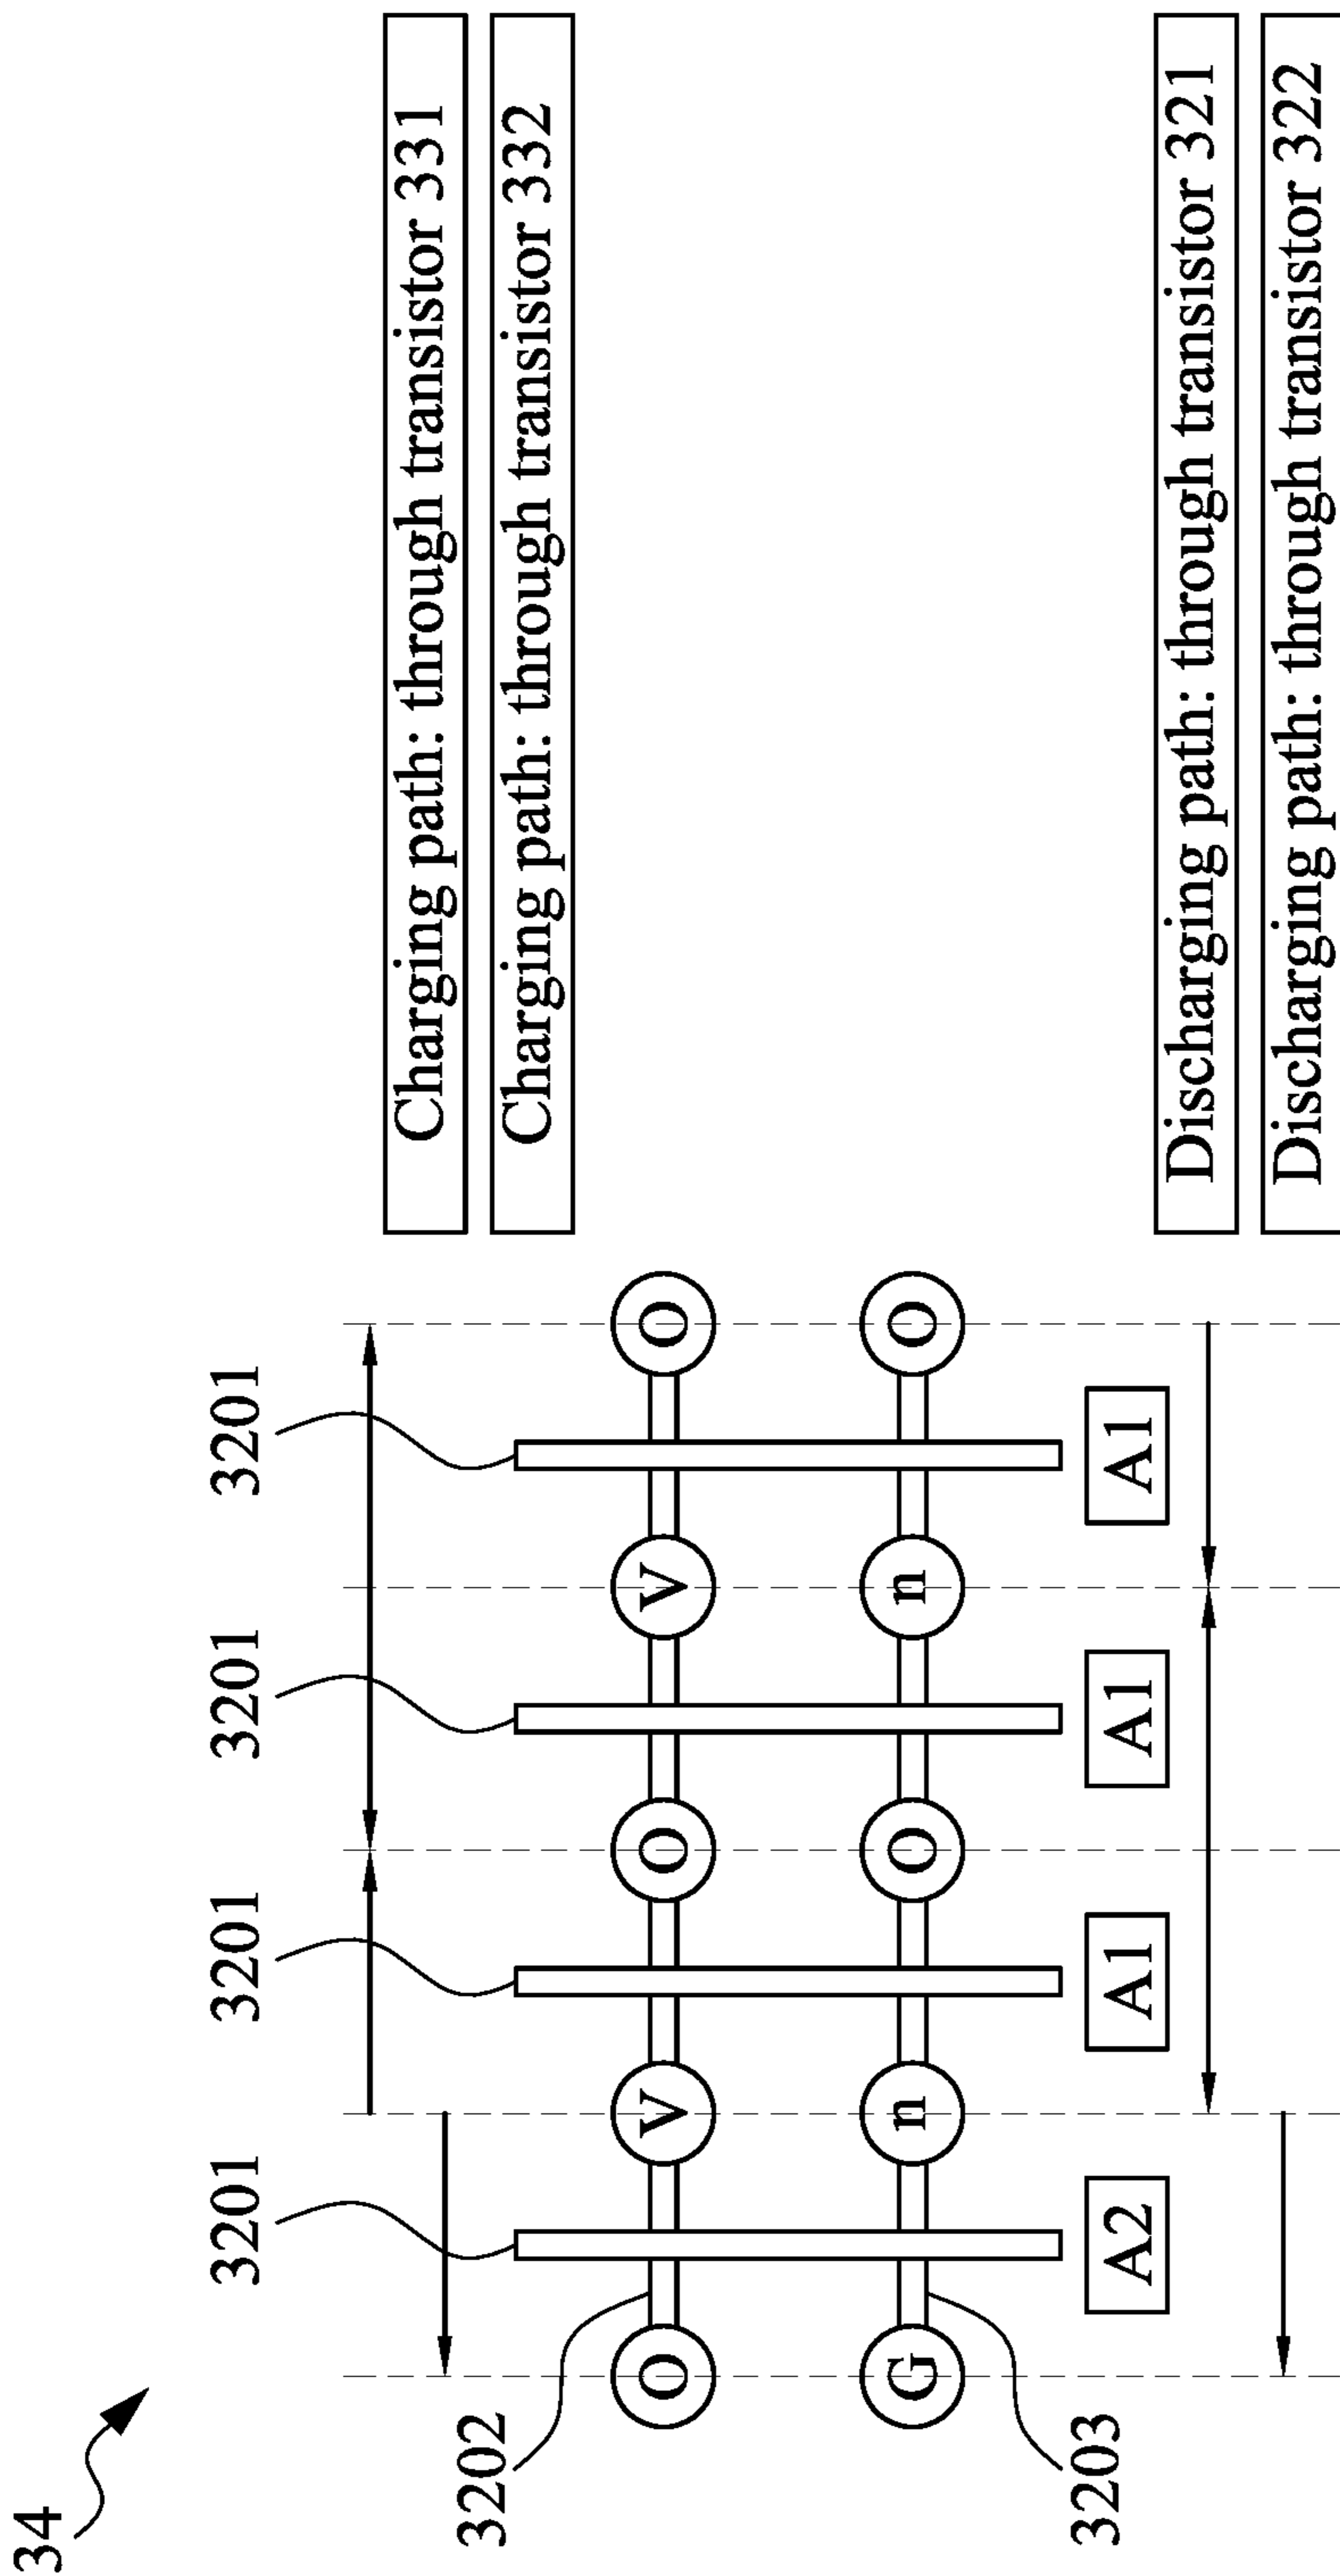 34
3201 3201 3201 3201
Charging path: through transistor 331
Charging path: through transistor 332
3202
O V O V O
G n O n O
3203
A2 A1 A1 A1
Discharging path: through transistor 321
Discharging path: through transistor 322